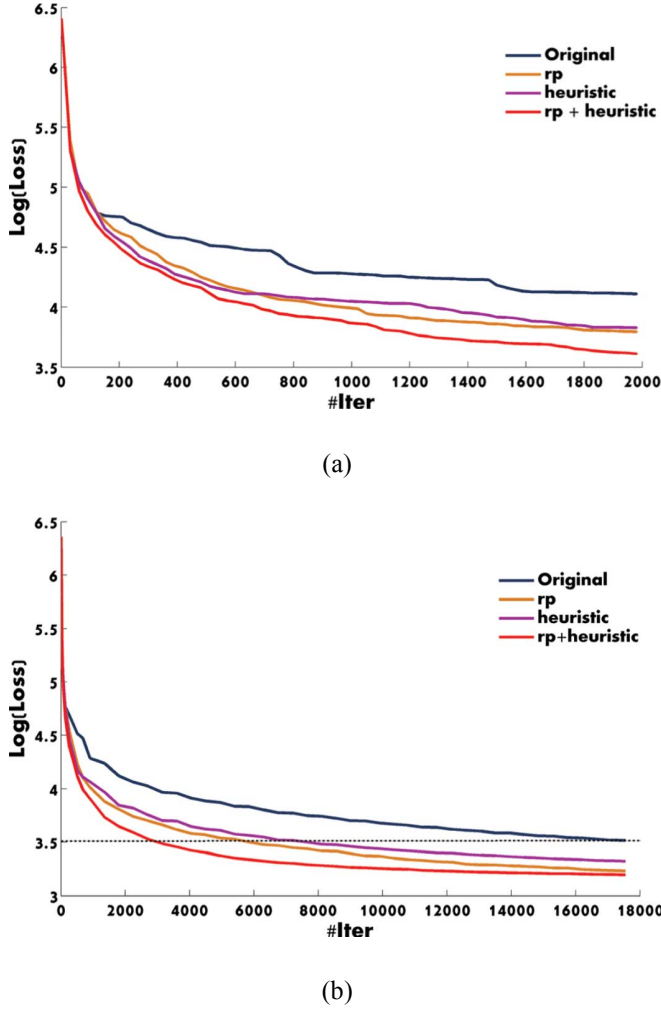 6.5
6
5.5
5
4.5
4
3.5
Log(Loss)
Original
rp
heuristic
rp + heuristic
0 200 400 600 800 1000 1200 1400 1600 1800 2000
#Iter
(a)
6.5
6
5.5
5
4.5
4
3.5
3
Log(Loss)
Original
rp
heuristic
rp+heuristic
0 2000 4000 6000 8000 10000 12000 14000 16000 18000
#Iter
(b)